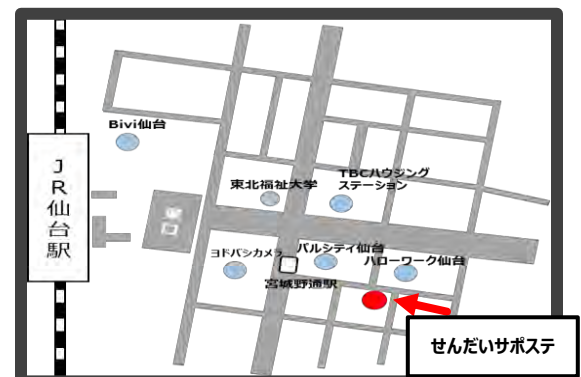 JR仙台駅
Bivi仙台
東口
東北福祉大学
TBCハウジング
ステーション
ヨドバシカメラ
パルシティ仙台
ハローワーク仙台
宮城野通駅
せんだいサポステ